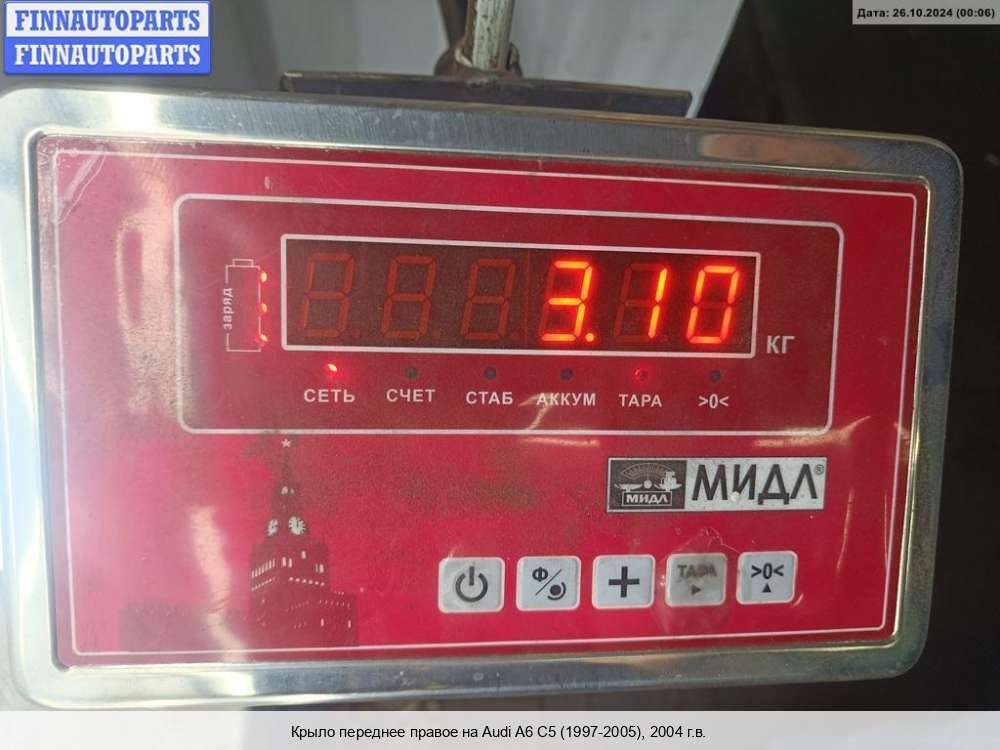 FINNAUTOPARTS
FINNAUTOPARTS
Дата: 26.10.2024 (00:06)
заряд
3.10
КГ
СЕТЬ СЧЕТ СТАБ АККУМ ТАРА >0<
МИДЛ МИДЛ®
Ф/ + ТАРА >0<
Крыло переднее правое на Audi A6 C5 (1997-2005), 2004 г.в.